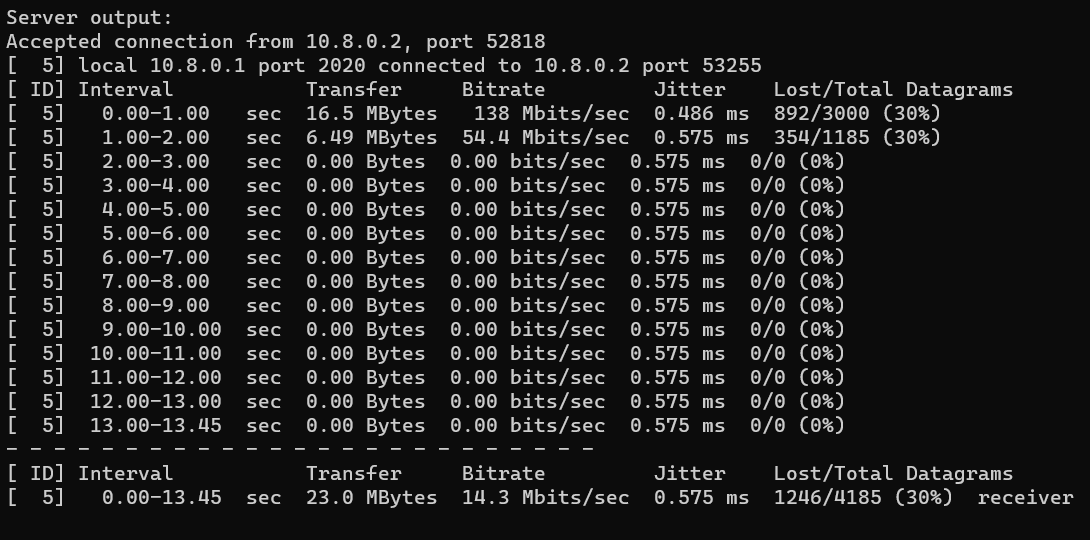 Server output:
Accepted connection from 10.8.0.2, port 52818
[  5] local 10.8.0.1 port 2020 connected to 10.8.0.2 port 53255
[ ID] Interval           Transfer     Bitrate         Jitter    Lost/Total Datagrams
[  5]   0.00-1.00   sec  16.5 MBytes   138 Mbits/sec  0.486 ms  892/3000 (30%)
[  5]   1.00-2.00   sec  6.49 MBytes  54.4 Mbits/sec  0.575 ms  354/1185 (30%)
[  5]   2.00-3.00   sec  0.00 Bytes  0.00 bits/sec  0.575 ms  0/0 (0%)
[  5]   3.00-4.00   sec  0.00 Bytes  0.00 bits/sec  0.575 ms  0/0 (0%)
[  5]   4.00-5.00   sec  0.00 Bytes  0.00 bits/sec  0.575 ms  0/0 (0%)
[  5]   5.00-6.00   sec  0.00 Bytes  0.00 bits/sec  0.575 ms  0/0 (0%)
[  5]   6.00-7.00   sec  0.00 Bytes  0.00 bits/sec  0.575 ms  0/0 (0%)
[  5]   7.00-8.00   sec  0.00 Bytes  0.00 bits/sec  0.575 ms  0/0 (0%)
[  5]   8.00-9.00   sec  0.00 Bytes  0.00 bits/sec  0.575 ms  0/0 (0%)
[  5]   9.00-10.00  sec  0.00 Bytes  0.00 bits/sec  0.575 ms  0/0 (0%)
[  5]  10.00-11.00  sec  0.00 Bytes  0.00 bits/sec  0.575 ms  0/0 (0%)
[  5]  11.00-12.00  sec  0.00 Bytes  0.00 bits/sec  0.575 ms  0/0 (0%)
[  5]  12.00-13.00  sec  0.00 Bytes  0.00 bits/sec  0.575 ms  0/0 (0%)
[  5]  13.00-13.45  sec  0.00 Bytes  0.00 bits/sec  0.575 ms  0/0 (0%)
- - - - - - - - - - - - - - - - - - - - - - - - -
[ ID] Interval           Transfer     Bitrate         Jitter    Lost/Total Datagrams
[  5]   0.00-13.45  sec  23.0 MBytes  14.3 Mbits/sec  0.575 ms  1246/4185 (30%)  receiver